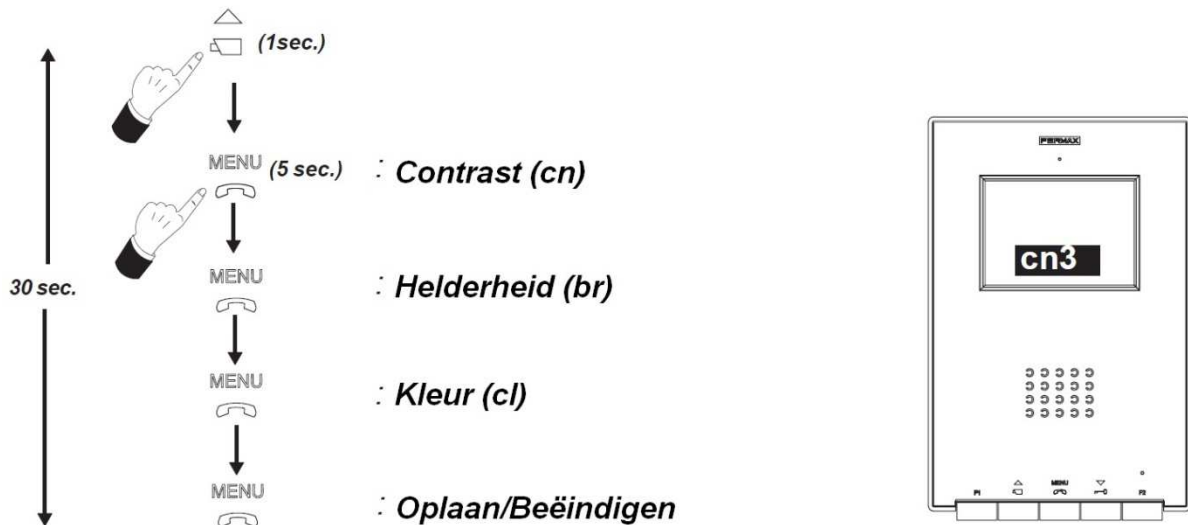 (1sec.)
MENU (5 sec.) : Contrast (cn)
30 sec.
MENU : Helderheid (br)
MENU : Kleur (cl)
MENU : Oplaan/Beëindigen
FERMAX
cn3
F1 MENU F2